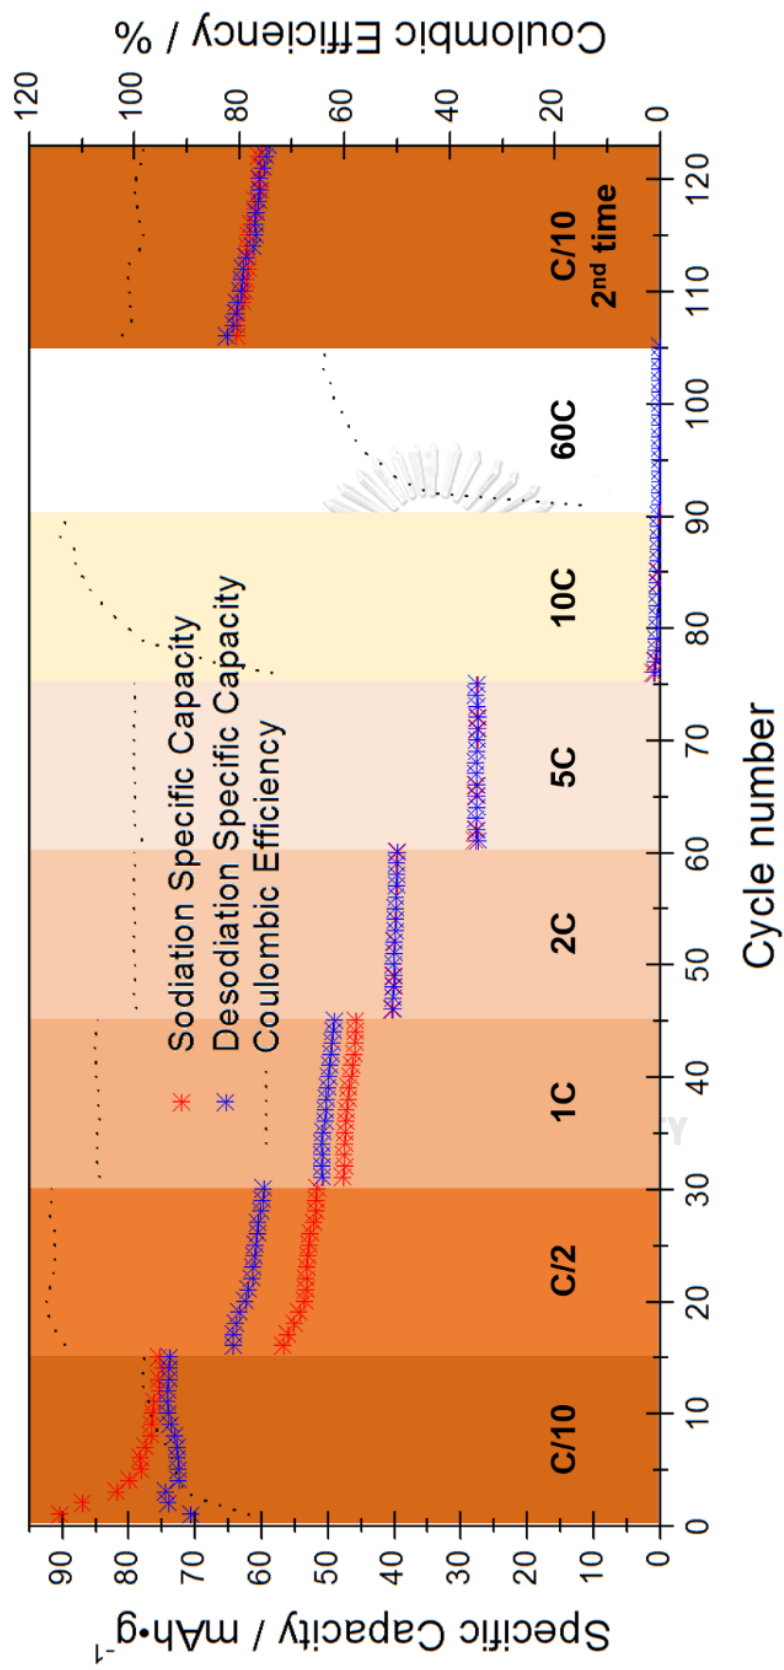 Coulombic Efficiency / %
120
100
80
60
40
20
0
Sodiation Specific Capacity
Desodiation Specific Capacity
Coulombic Efficiency
C/10
C/2
1C
2C
5C
10C
60C
C/10
2nd time
90
80
70
60
50
40
30
20
10
0
Specific Capacity / mAh•g-1
0
10
20
30
40
50
60
70
80
90
100
110
120
Cycle number